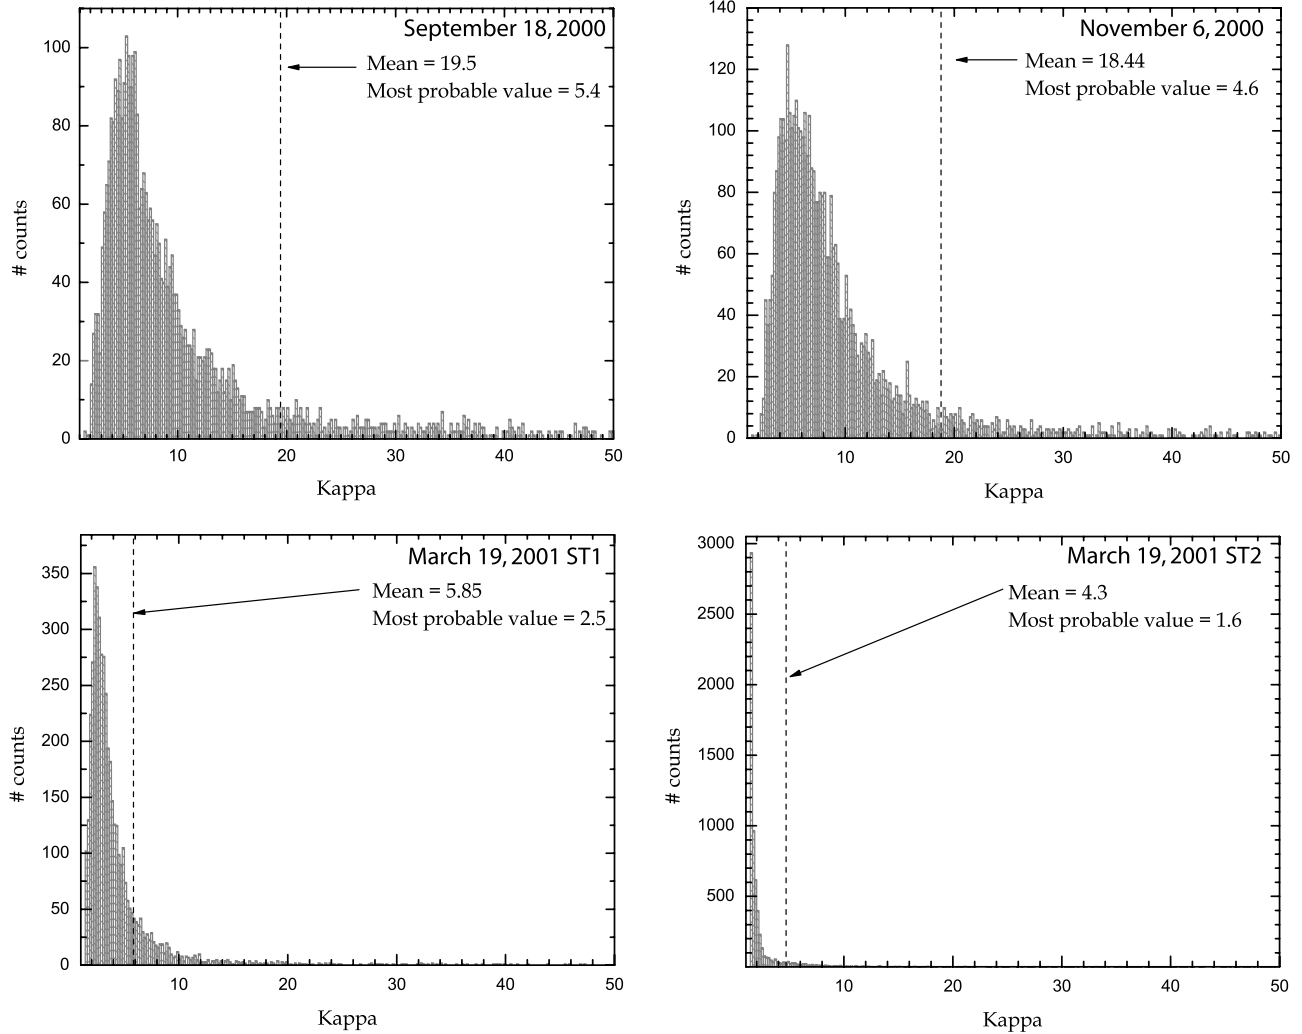 September 18, 2000
Mean = 19.5
Most probable value = 5.4
100
80
60
40
20
0
# counts
10
20
30
40
50
Kappa
November 6, 2000
Mean = 18.44
Most probable value = 4.6
140
120
100
80
60
40
20
0
# counts
10
20
30
40
50
Kappa
March 19, 2001 ST1
Mean = 5.85
Most probable value = 2.5
350
300
250
200
150
100
50
0
# counts
10
20
30
40
50
Kappa
March 19, 2001 ST2
Mean = 4.3
Most probable value = 1.6
3000
2500
2000
1500
1000
500
# counts
10
20
30
40
50
Kappa